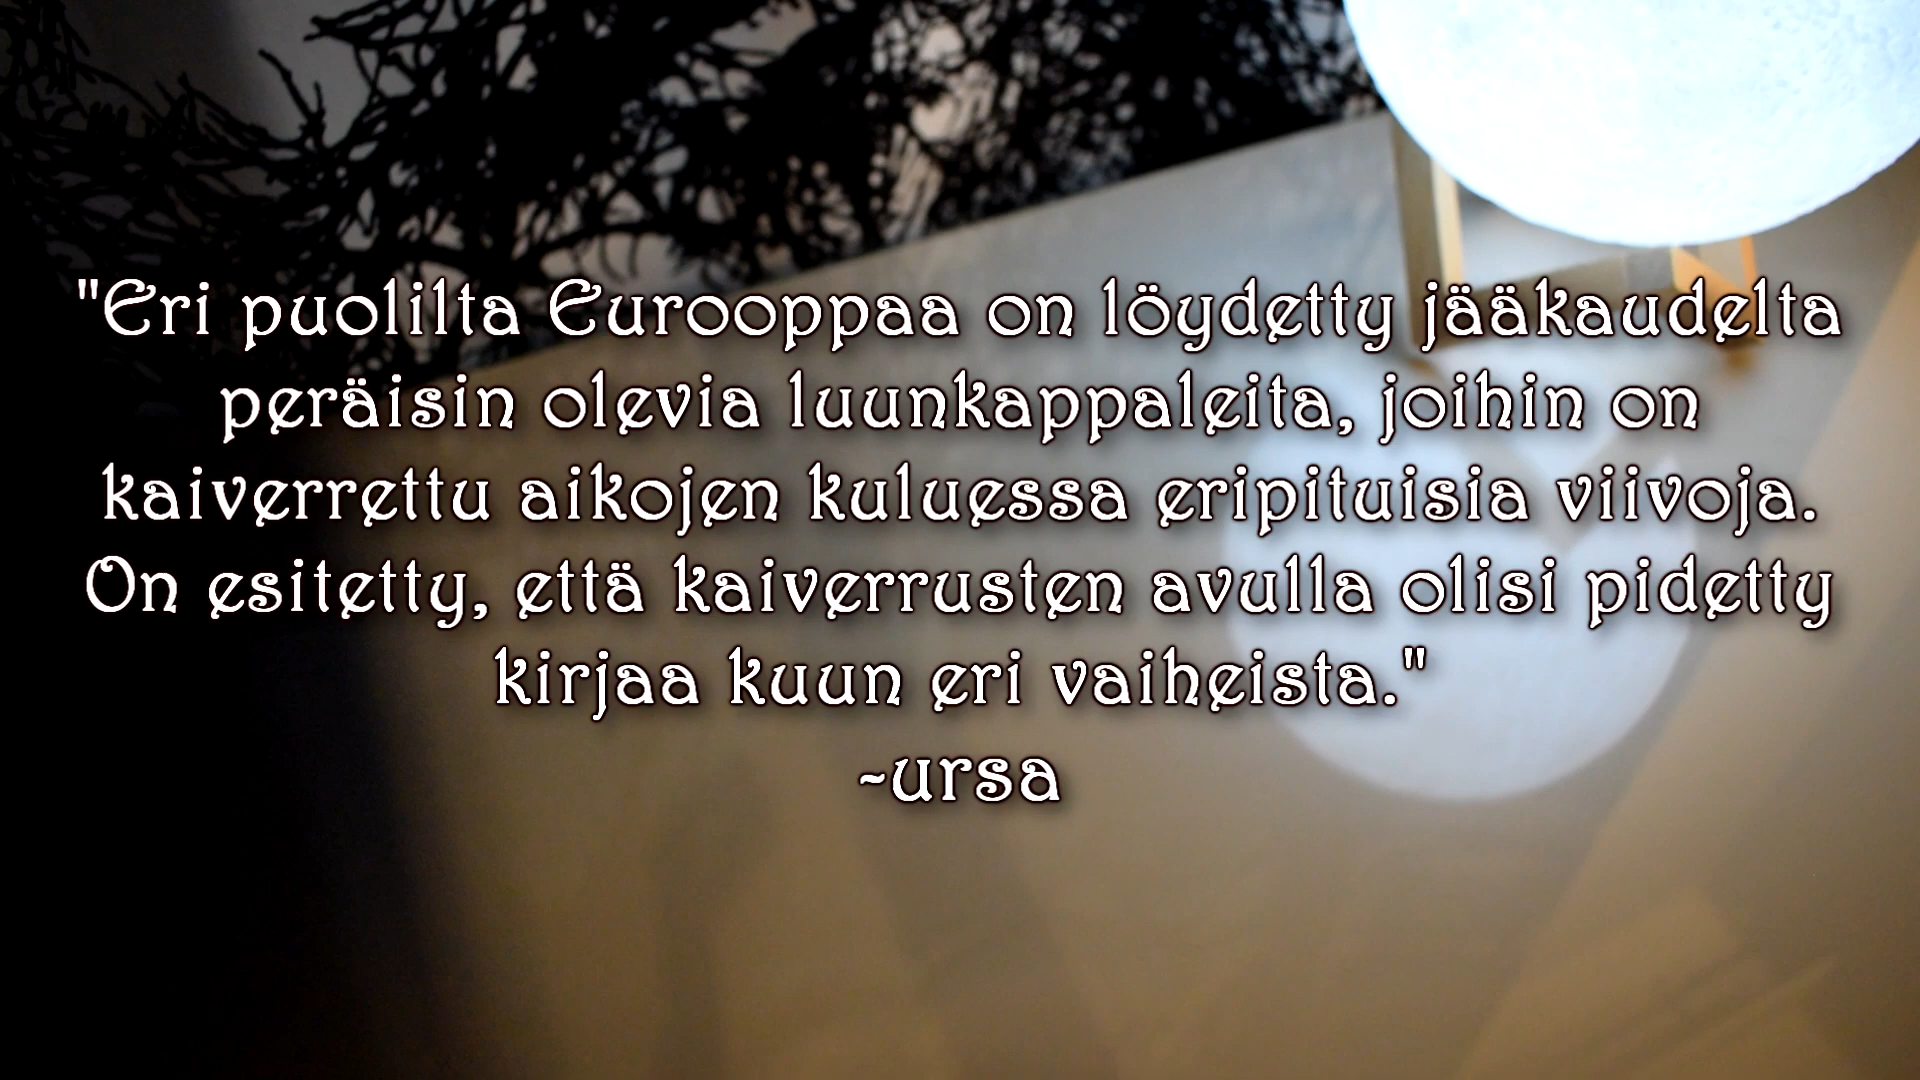 "Eri puolilta Eurooppaa on löydetty jääkaudelta
peräisin olevia luunkappaleita, joihin on
kaiverrettu aikojen kuluessa eripituisia viivoja.
On esitetty, että kaiverrusten avulla olisi pidetty
kirjaa kuun eri vaiheista."
~ursa